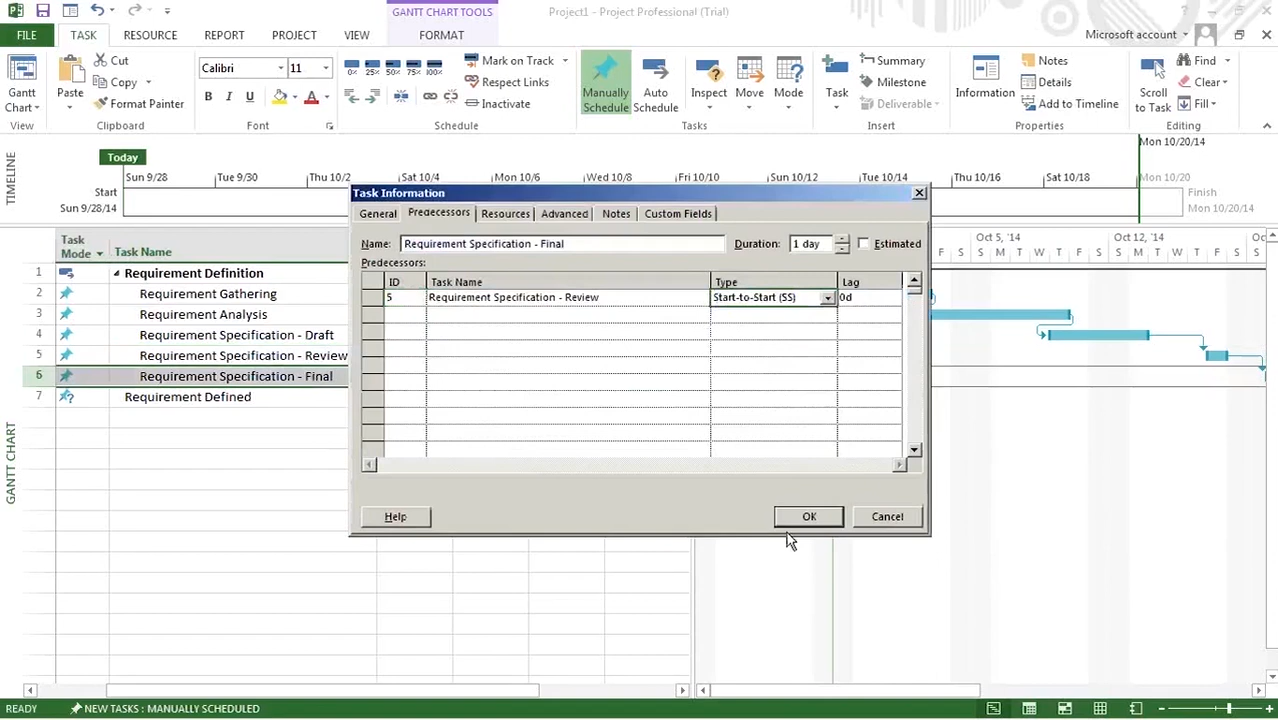 GANTT CHART TOOLS
Project1 - Project Professional (Trial)
FILE TASK RESOURCE REPORT PROJECT VIEW FORMAT
Microsoft account
Gantt Chart
Paste
Cut
Copy
Format Painter
Calibri 11
B I U A
0% 25% 50% 75% 100%
Mark on Track
Respect Links
Inactivate
Manually Schedule
Auto Schedule
Inspect
Move
Mode
Task
Summary
Milestone
Deliverable
Information
Notes
Details
Add to Timeline
Scroll to Task
Find
Clear
Fill
View Clipboard Font Schedule Tasks Insert Properties Editing
TIMELINE
Today
Mon 10/20/14
Sun 9/28 Tue 9/30 Thu 10/2 Sat 10/4 Mon 10/6 Wed 10/8 Fri 10/10 Sun 10/12 Tue 10/14 Thu 10/16 Sat 10/18 Mon 10/20
Start
Sun 9/28/14
Finish
Mon 10/20/14
GANTT CHART
Task Mode Task Name
Oct 5, '14 Oct 12, '14
F S S M T W T F S S M T W T F S S
1 Requirement Definition
2 Requirement Gathering
3 Requirement Analysis
4 Requirement Specification - Draft
5 Requirement Specification - Review
6 Requirement Specification - Final
7 Requirement Defined
Task Information
General Predecessors Resources Advanced Notes Custom Fields
Name: Requirement Specification - Final Duration: 1 day Estimated
Predecessors:
ID Task Name Type Lag
5 Requirement Specification - Review Start-to-Start (SS) 0d
Help OK Cancel
READY NEW TASKS : MANUALLY SCHEDULED